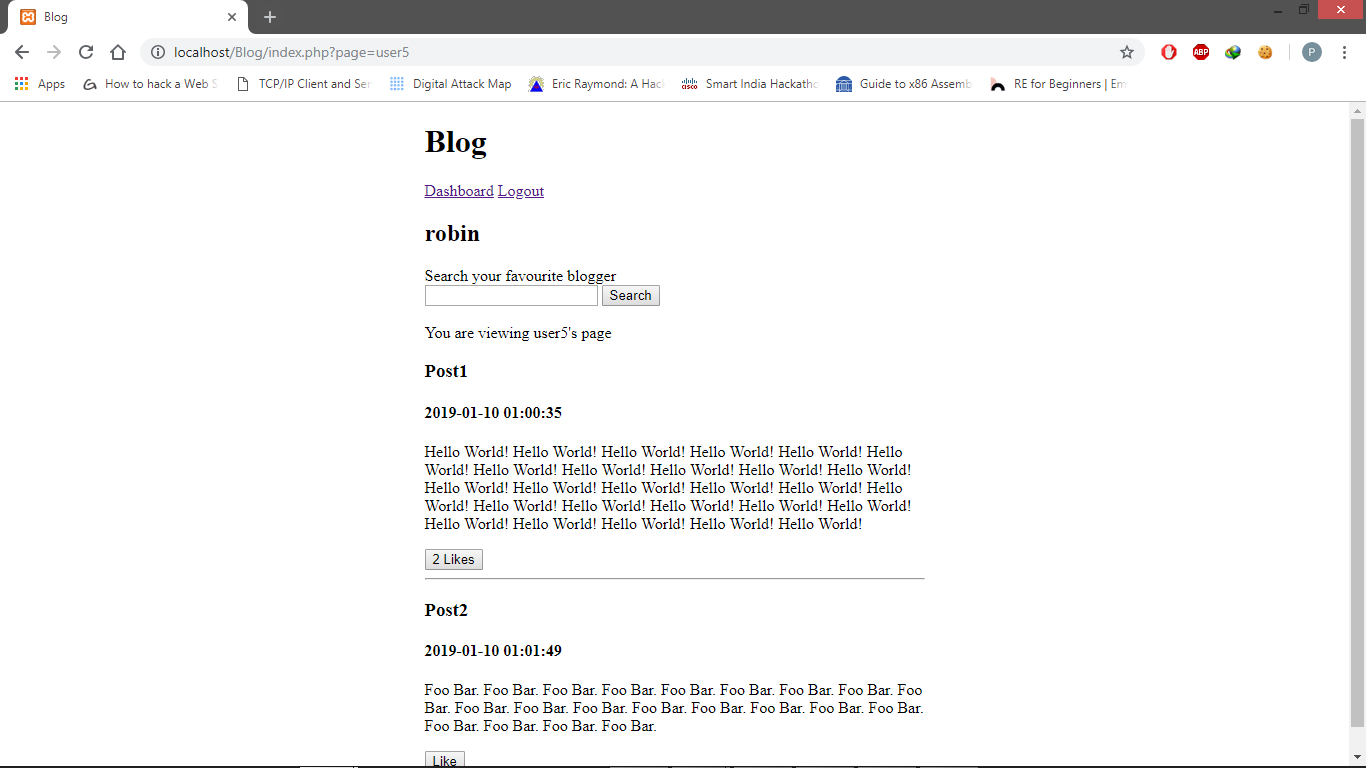 Blog
localhost/Blog/index.php?page=user5
ABP
P
Apps
How to hack a Web S
TCP/IP Client and Ser
Digital Attack Map
Eric Raymond: A Hac
cisco
Smart India Hackatho
Guide to x86 Assemb
RE for Beginners | Em
Blog
Dashboard Logout
robin
Search your favourite blogger
Search
You are viewing user5's page
Post1
2019-01-10 01:00:35
Hello World! Hello World! Hello World! Hello World! Hello World! Hello
World! Hello World! Hello World! Hello World! Hello World! Hello World!
Hello World! Hello World! Hello World! Hello World! Hello World! Hello
World! Hello World! Hello World! Hello World! Hello World! Hello World!
Hello World! Hello World! Hello World! Hello World! Hello World!
2 Likes
Post2
2019-01-10 01:01:49
Foo Bar. Foo Bar. Foo Bar. Foo Bar. Foo Bar. Foo Bar. Foo Bar. Foo Bar. Foo
Bar. Foo Bar. Foo Bar. Foo Bar. Foo Bar. Foo Bar. Foo Bar. Foo Bar. Foo Bar.
Foo Bar. Foo Bar. Foo Bar. Foo Bar.
Like